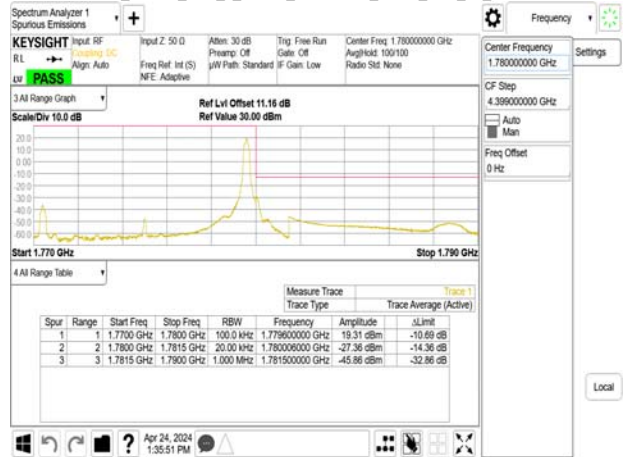 Spectrum Analyzer 1
Spurious Emissions
Frequency
KEYSIGHT Input: RF Input Z: 50 Ω Atten: 30 dB Trig: Free Run Center Freq: 1.780000000 GHz
RL Coupling: DC Preamp: Off Gate: Off Avg|Hold: 100/100
Align: Auto Freq Ref: Int (S) µW Path: Standard IF Gain: Low Radio Std: None
PASS NFE: Adaptive
Center Frequency
1.780000000 GHz
Settings
CF Step
4.399000000 GHz
Auto
Man
Freq Offset
0 Hz
3 All Range Graph
Ref Lvl Offset 11.16 dB
Scale/Div 10.0 dB Ref Value 30.00 dBm
20.0
10.0
0.00
-10.0
-20.0
-30.0
-40.0
-50.0
-60.0
Start 1.770 GHz Stop 1.790 GHz
4 All Range Table
Measure Trace Trace 1
Trace Type Trace Average (Active)
Spur Range Start Freq Stop Freq RBW Frequency Amplitude ΔLimit
1 1 1.7700 GHz 1.7800 GHz 100.0 kHz 1.779600000 GHz 19.31 dBm -10.69 dB
2 2 1.7800 GHz 1.7815 GHz 20.00 kHz 1.780006000 GHz -27.36 dBm -14.36 dB
3 3 1.7815 GHz 1.7900 GHz 1.000 MHz 1.781500000 GHz -45.86 dBm -32.86 dB
Local
Apr 24, 2024
1:35:51 PM